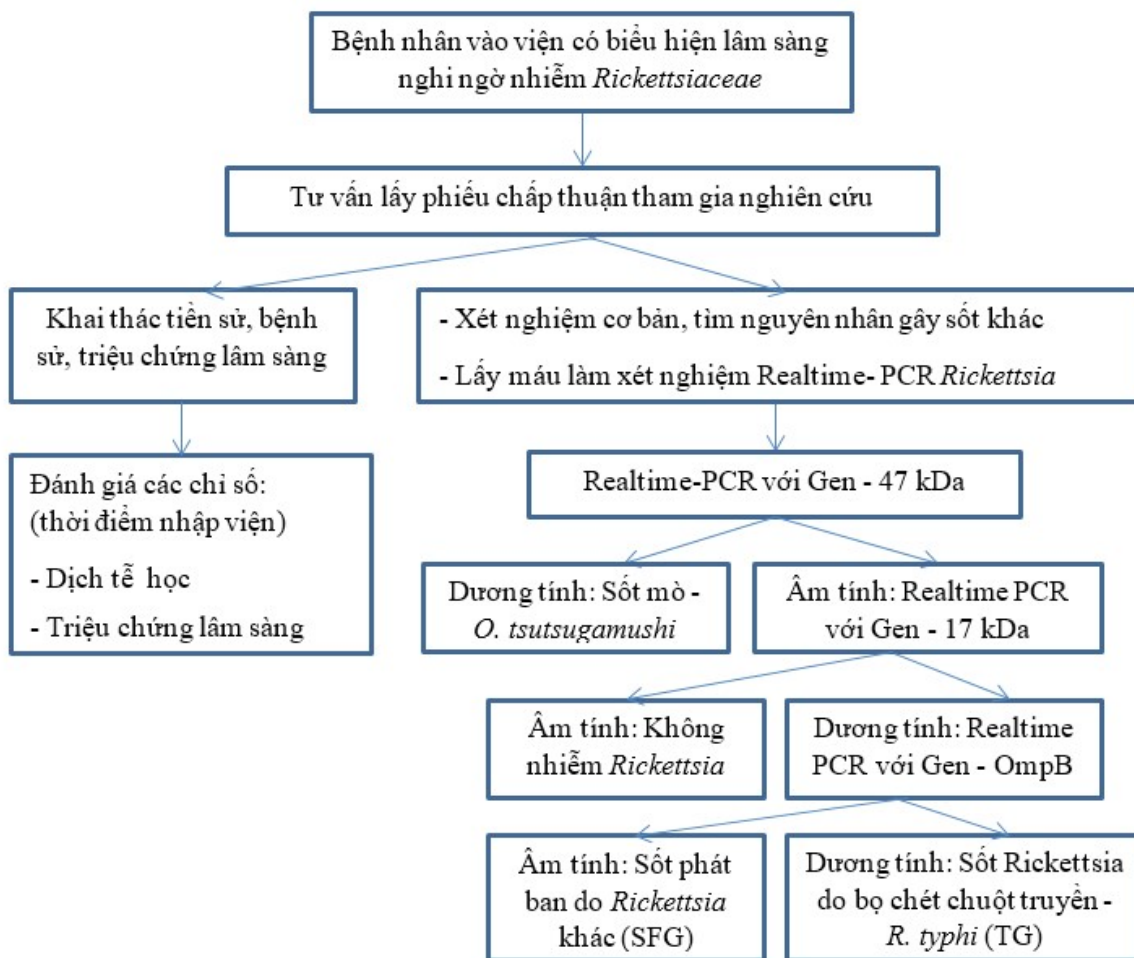 Bệnh nhân vào viện có biểu hiện lâm sàng
nghi ngờ nhiễm Rickettsiaceae
Tư vấn lấy phiếu chấp thuận tham gia nghiên cứu
Khai thác tiền sử, bệnh
sử, triệu chứng lâm sàng
- Xét nghiệm cơ bản, tìm nguyên nhân gây sốt khác
- Lấy máu làm xét nghiệm Realtime- PCR Rickettsia
Đánh giá các chỉ số:
(thời điểm nhập viện)
- Dịch tễ học
- Triệu chứng lâm sàng
Realtime-PCR với Gen - 47 kDa
Dương tính: Sốt mò -
O. tsutsugamushi
Âm tính: Realtime PCR
với Gen - 17 kDa
Âm tính: Không
nhiễm Rickettsia
Dương tính: Realtime
PCR với Gen - OmpB
Âm tính: Sốt phát
ban do Rickettsia
khác (SFG)
Dương tính: Sốt Rickettsia
do bọ chét chuột truyền -
R. typhi (TG)